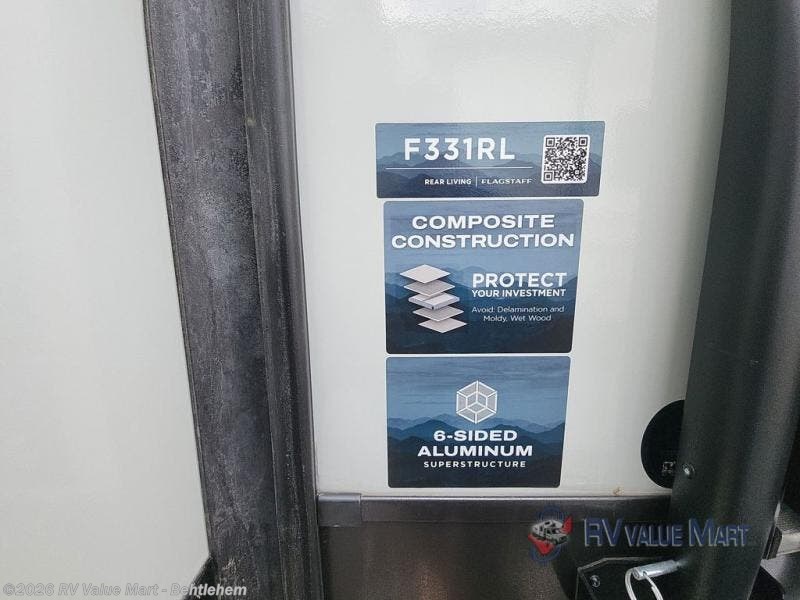 F331RL
REAR LIVING | FLAGSTAFF
COMPOSITE
CONSTRUCTION
PROTECT
YOUR INVESTMENT
Avoid: Delamination and
Moldy, Wet Wood
6-SIDED
ALUMINUM
SUPERSTRUCTURE
RV VALUE MART
©2026 RV Value Mart - Behtlehem